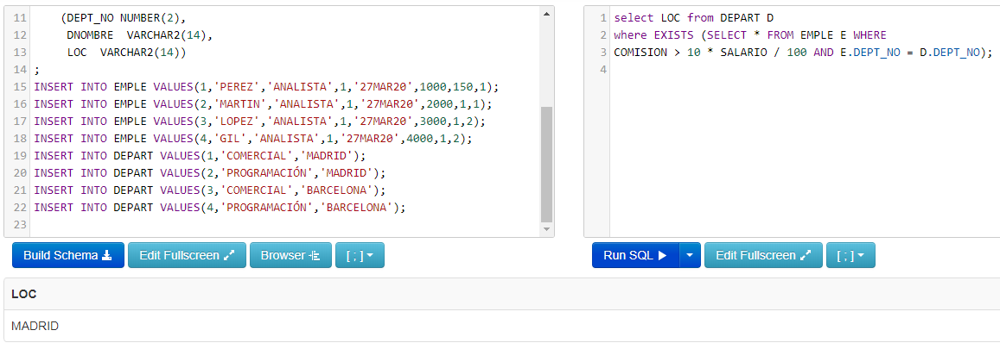 11 (DEPT_NO NUMBER(2),
12 DNOMBRE VARCHAR2(14),
13 LOC VARCHAR2(14))
14 ;
15 INSERT INTO EMPLE VALUES(1,'PEREZ','ANALISTA',1,'27MAR20',1000,150,1);
16 INSERT INTO EMPLE VALUES(2,'MARTIN','ANALISTA',1,'27MAR20',2000,1,1);
17 INSERT INTO EMPLE VALUES(3,'LOPEZ','ANALISTA',1,'27MAR20',3000,1,2);
18 INSERT INTO EMPLE VALUES(4,'GIL','ANALISTA',1,'27MAR20',4000,1,2);
19 INSERT INTO DEPART VALUES(1,'COMERCIAL','MADRID');
20 INSERT INTO DEPART VALUES(2,'PROGRAMACIÓN','MADRID');
21 INSERT INTO DEPART VALUES(3,'COMERCIAL','BARCELONA');
22 INSERT INTO DEPART VALUES(4,'PROGRAMACIÓN','BARCELONA');
23
Build Schema Edit Fullscreen Browser [ ; ]
1 select LOC from DEPART D
2 where EXISTS (SELECT * FROM EMPLE E WHERE
3 COMISION > 10 * SALARIO / 100 AND E.DEPT_NO = D.DEPT_NO);
4
Run SQL Edit Fullscreen [ ; ]
LOC
MADRID